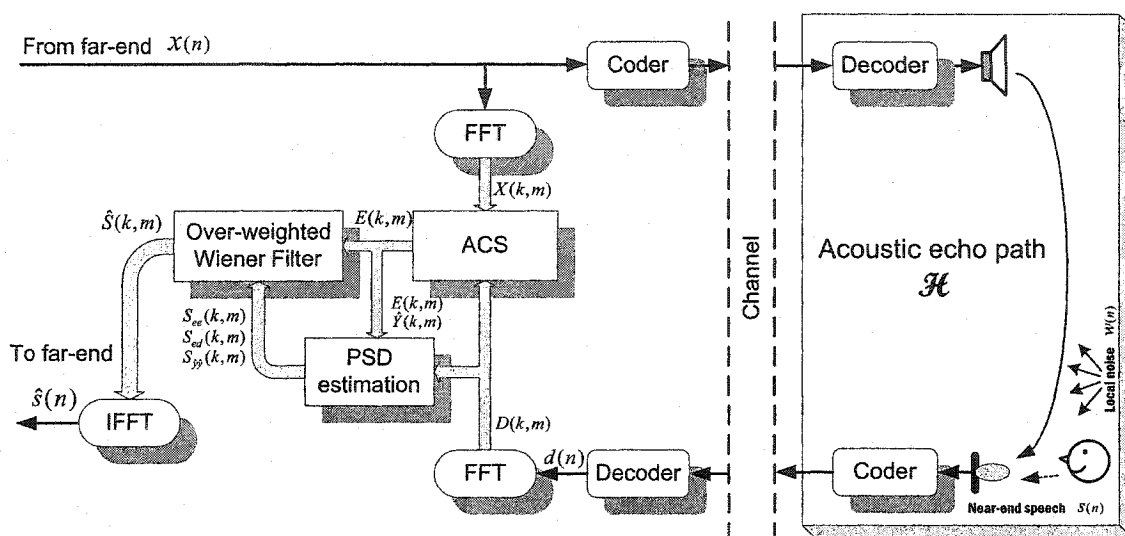 From far-end X(n)
Coder
Decoder
FFT
X(k,m)
Ŝ(k,m)
Over-weighted
Wiener Filter
E(k,m)
ACS
Channel
Acoustic echo path
ℋ
S_ee(k,m)
S_ed(k,m)
S_ŷŷ(k,m)
E(k,m)
Ŷ(k,m)
PSD
estimation
To far-end
ŝ(n)
IFFT
D(k,m)
FFT
d(n)
Decoder
Coder
Local noise W(n)
Near-end speech S(n)